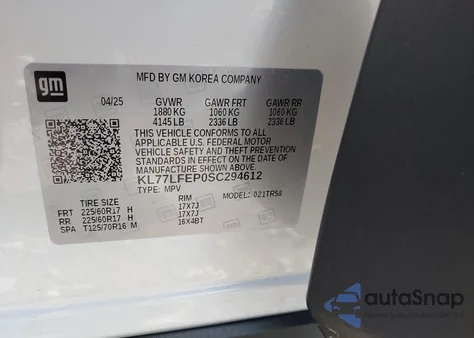 gm
MFD BY GM KOREA COMPANY
04/25 GVWR GAWR FRT GAWR RR
1880 KG 1060 KG 1060 KG
4145 LB 2336 LB 2336 LB
THIS VEHICLE CONFORMS TO ALL
APPLICABLE U.S. FEDERAL MOTOR
VEHICLE SAFETY AND THEFT PREVENTION
STANDARDS IN EFFECT ON THE DATE OF
MANUFACTURE SHOWN ABOVE.
KL77LFEP0SC294612
TYPE: MPV MODEL: 021TR58
TIRE SIZE RIM
FRT 225/60R17 H 17X7J
RR 225/60R17 H 17X7J
SPA T125/70R16 M 16X4BT
autoSnap